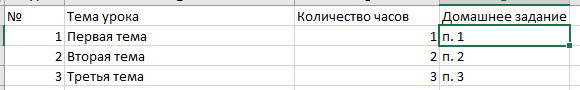 № Тема урока Количество часов Домашнее задание
1 Первая тема 1 п. 1
2 Вторая тема 2 п. 2
3 Третья тема 3 п. 3